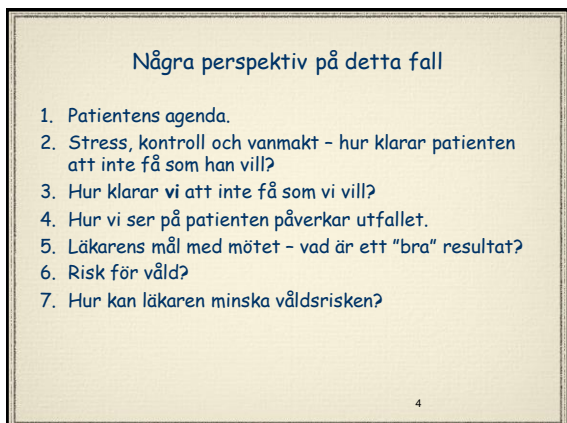 Några perspektiv på detta fall
1. Patientens agenda.
2. Stress, kontroll och vanmakt – hur klarar patienten
att inte få som han vill?
3. Hur klarar vi att inte få som vi vill?
4. Hur vi ser på patienten påverkar utfallet.
5. Läkarens mål med mötet – vad är ett ”bra” resultat?
6. Risk för våld?
7. Hur kan läkaren minska våldsrisken?
4